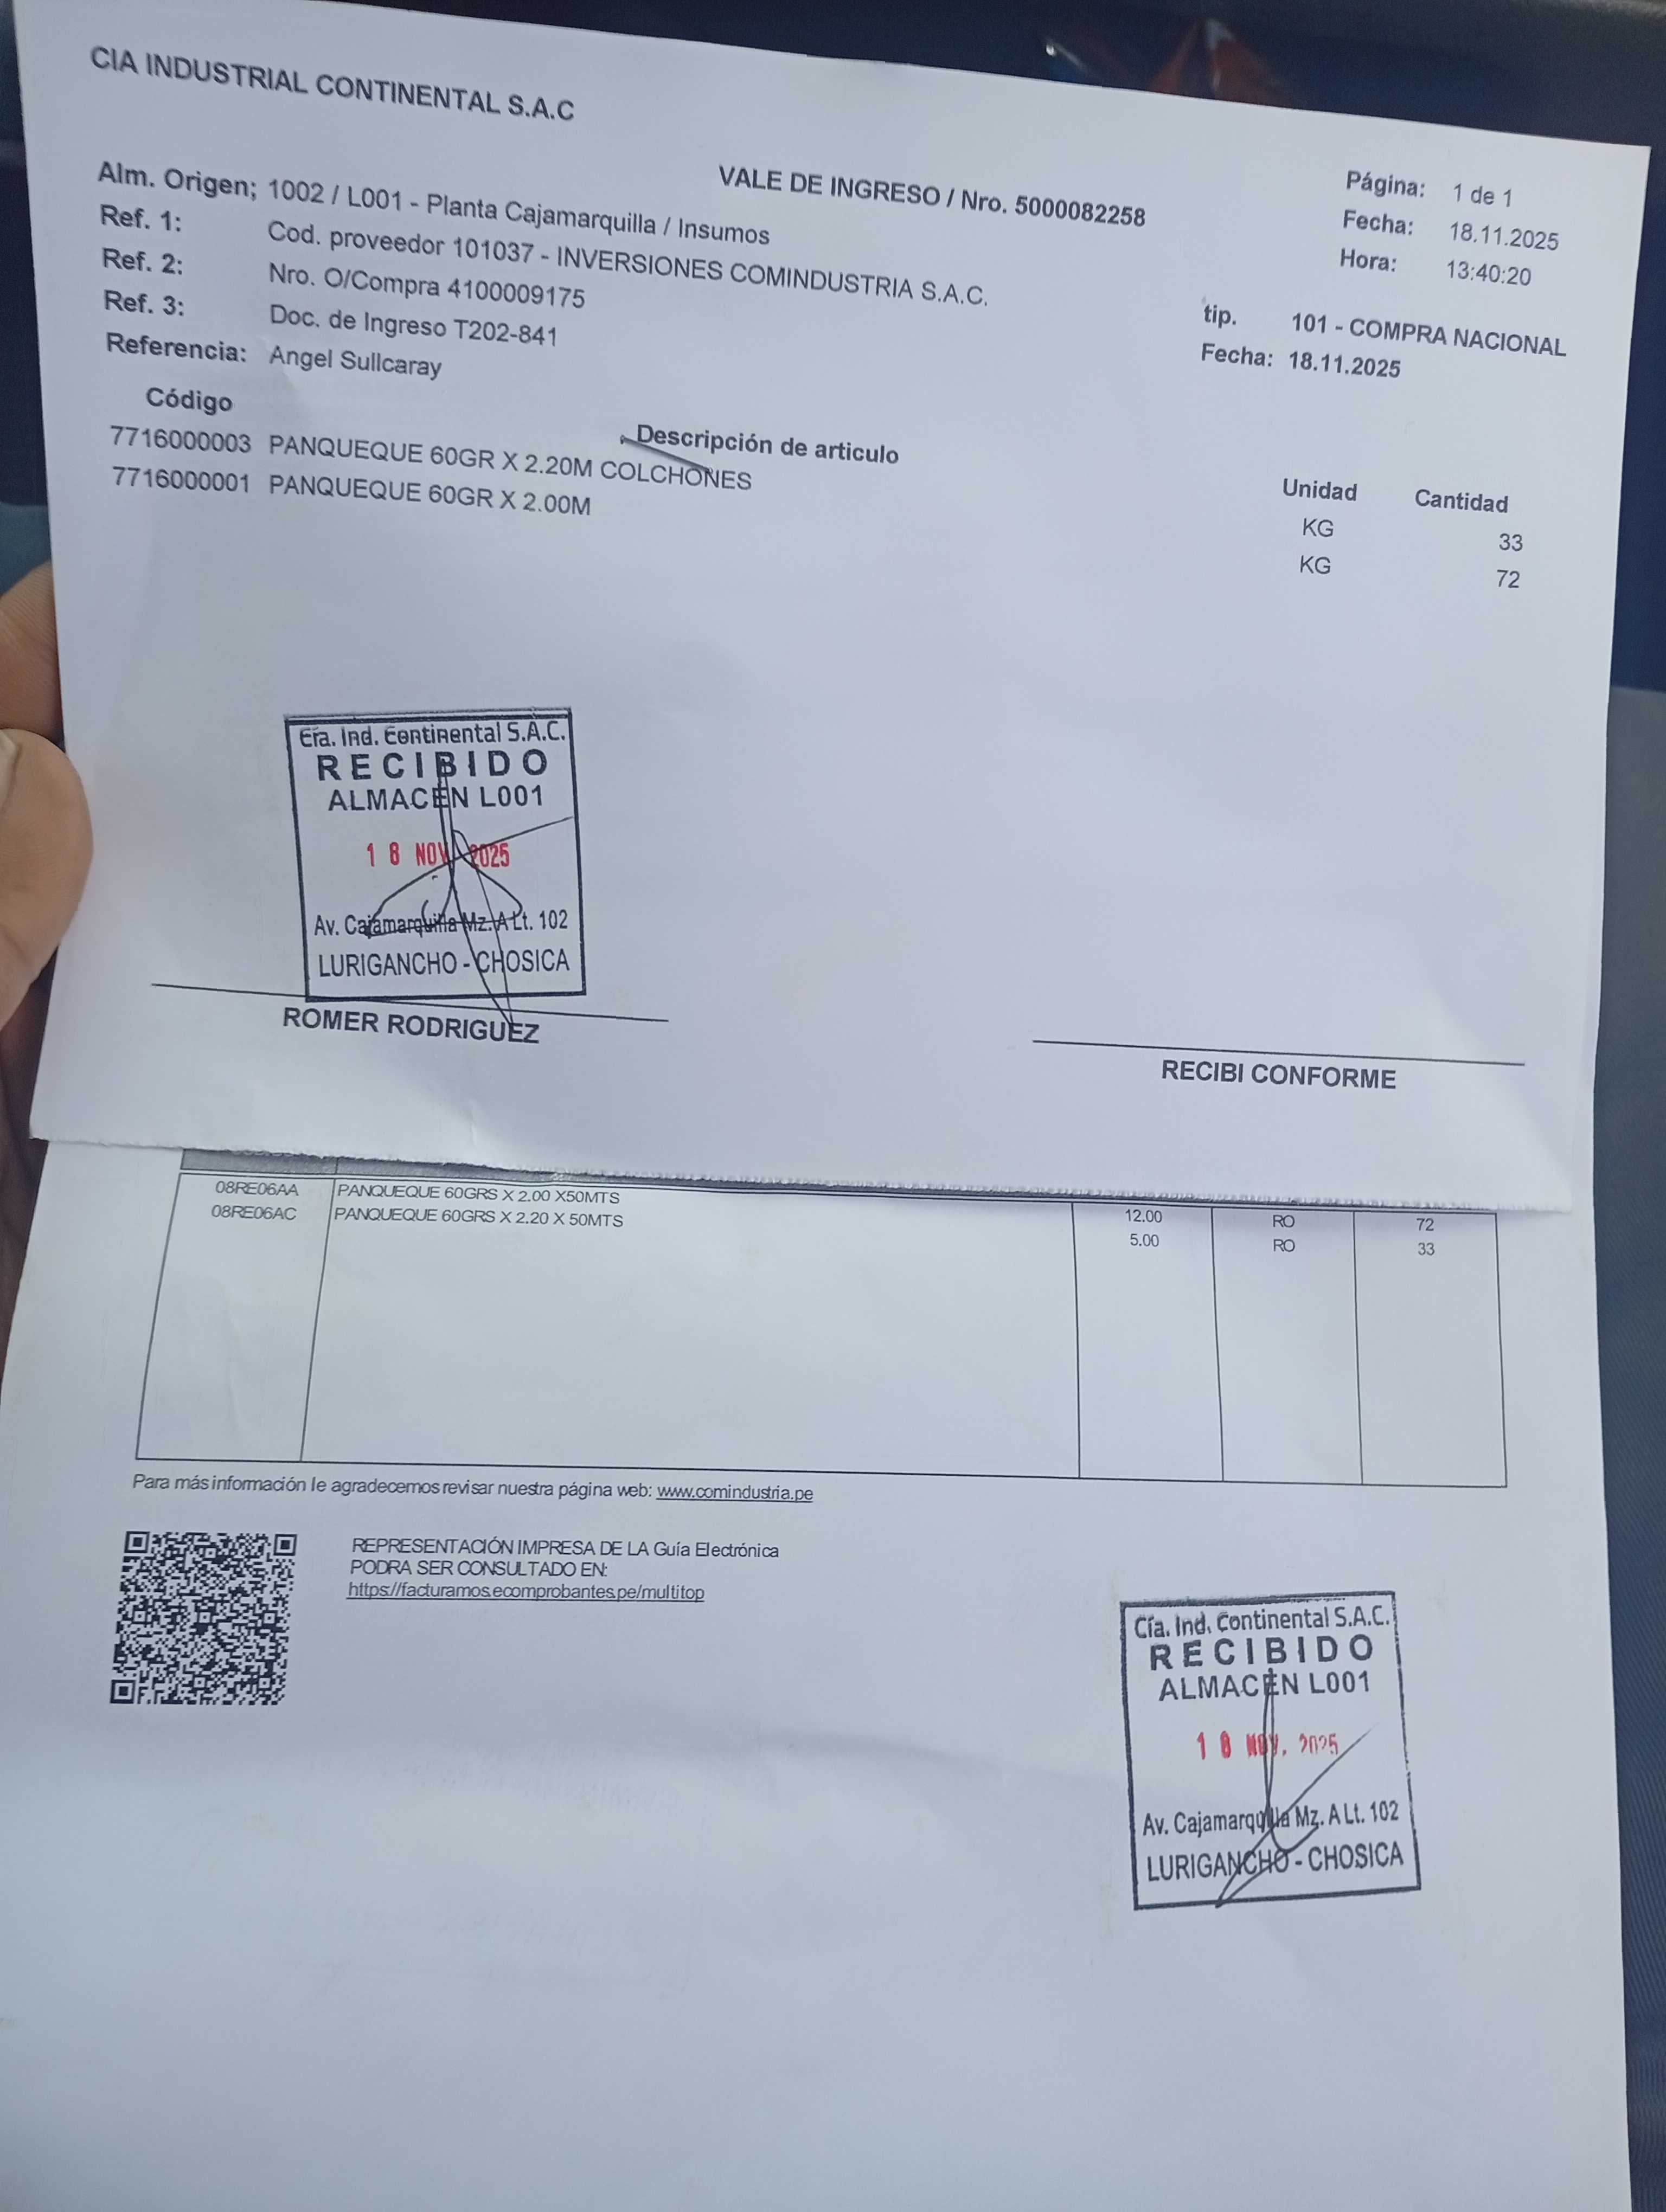 CIA INDUSTRIAL CONTINENTAL S.A.C
VALE DE INGRESO / Nro. 5000082258
Página: 1 de 1
Fecha: 18.11.2025
Hora: 13:40:20
Alm. Origen; 1002 / L001 - Planta Cajamarquilla / Insumos
Ref. 1: Cod. proveedor 101037 - INVERSIONES COMINDUSTRIA S.A.C.
Ref. 2: Nro. O/Compra 4100009175
Ref. 3: Doc. de Ingreso T202-841
Referencia: Angel Sullcaray
tip. 101 - COMPRA NACIONAL
Fecha: 18.11.2025
Código Descripción de articulo Unidad Cantidad
7716000003 PANQUEQUE 60GR X 2.20M COLCHONES KG 33
7716000001 PANQUEQUE 60GR X 2.00M KG 72
Cía. Ind. Continental S.A.C.
RECIBIDO
ALMACÉN L001
18 NOV 2025
Av. Cajamarquilla Mz. A Lt. 102
LURIGANCHO - CHOSICA
ROMER RODRIGUEZ
RECIBI CONFORME
08RE06AA PANQUEQUE 60GRS X 2.00 X50MTS 12.00 RO 72
08RE06AC PANQUEQUE 60GRS X 2.20 X 50MTS 5.00 RO 33
Para más información le agradecemos revisar nuestra página web: www.comindustria.pe
REPRESENTACIÓN IMPRESA DE LA Guía Electrónica
PODRA SER CONSULTADO EN:
https://facturamos.ecomprobantes.pe/multitop
Cía. Ind. Continental S.A.C.
RECIBIDO
ALMACÉN L001
18 NOV. 2025
Av. Cajamarquilla Mz. A Lt. 102
LURIGANCHO - CHOSICA